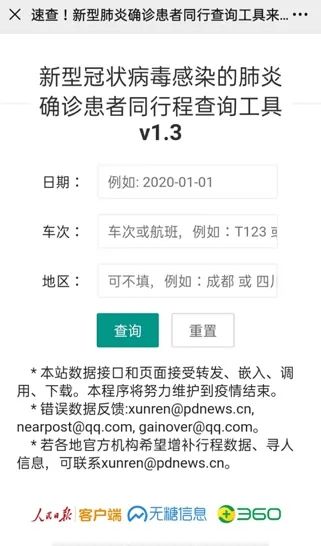 速查！新型肺炎确诊患者同行查询工具来...
新型冠状病毒感染的肺炎
确诊患者同行程查询工具
v1.3
日期： 例如: 2020-01-01
车次： 车次或航班，例如：T123 或
地区： 可不填，例如：成都 或 四川
查询 重置
* 本站数据接口和页面接受转发、嵌入、调
用、下载。本程序将努力维护到疫情结束。
* 错误数据反馈:xunren@pdnews.cn,
nearpost@qq.com, gainover@qq.com。
* 若各地官方机构希望增补行程数据、寻人
信息，可联系xunren@pdnews.cn。
人民日报 客户端 无糖信息 360